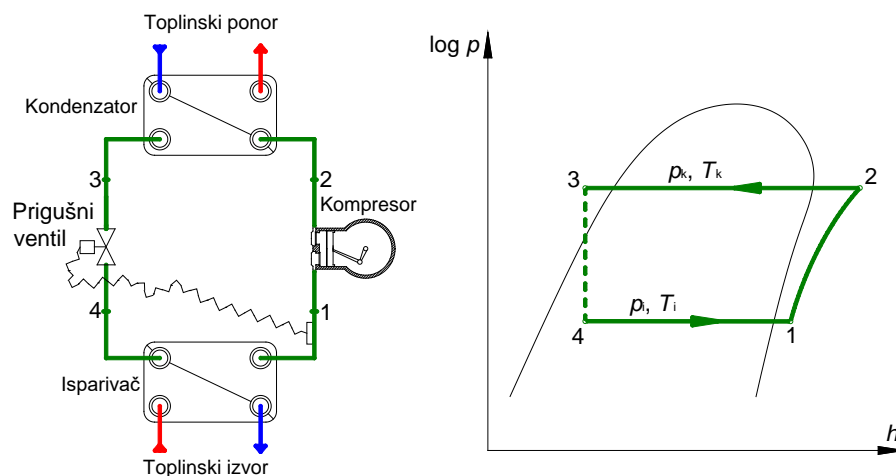 Toplinski ponor
Kondenzator
3
2
Prigušni
ventil
Kompresor
4
1
Isparivač
Toplinski izvor
log p
3
pk, Tk
2
pi, Ti
4
1
h